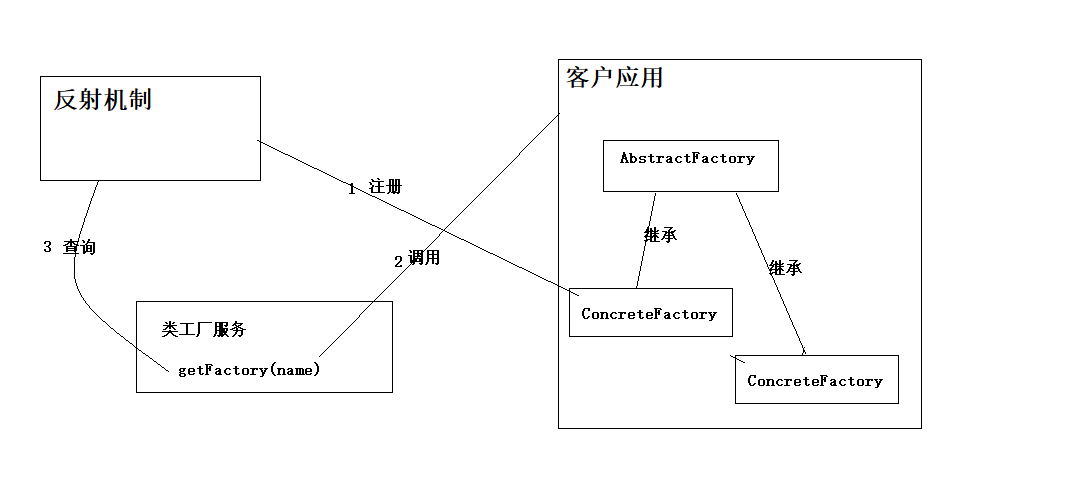 反射机制
客户应用
AbstractFactory
1 注册
继承
3 查询
2 调用
继承
ConcreteFactory
类工厂服务
getFactory(name)
ConcreteFactory